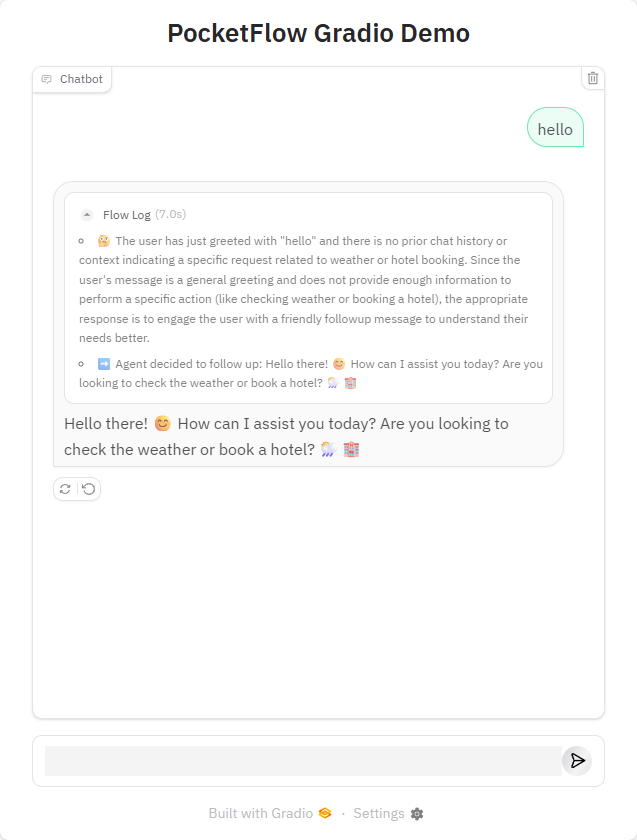 PocketFlow Gradio Demo
Chatbot
hello
Flow Log (7.0s)
🤔 The user has just greeted with "hello" and there is no prior chat history or
context indicating a specific request related to weather or hotel booking. Since the
user's message is a general greeting and does not provide enough information to
perform a specific action (like checking weather or booking a hotel), the appropriate
response is to engage the user with a friendly followup message to understand their
needs better.
➡️ Agent decided to follow up: Hello there! 😊 How can I assist you today? Are you
looking to check the weather or book a hotel? 🌦️ 🏨
Hello there! 😊 How can I assist you today? Are you looking to
check the weather or book a hotel? 🌦️ 🏨
Built with Gradio · Settings